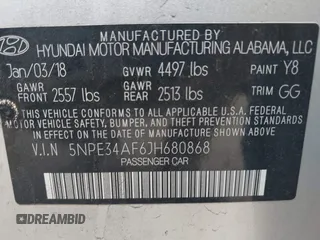 MANUFACTURED BY
HYUNDAI MOTOR MANUFACTURING ALABAMA, LLC
Jan/03/18 GVWR 4497 lbs PAINT Y8
GAWR FRONT 2557 lbs GAWR REAR 2513 lbs TRIM GG
THIS VEHICLE CONFORMS TO ALL APPLICABLE U.S.
FEDERAL MOTOR VEHICLE SAFETY, BUMPER, AND THEFT
PREVENTION STANDARDS IN EFFECT ON THE DATE OF
MANUFACTURE SHOWN ABOVE.
V.I.N 5NPE34AF6JH680868
PASSENGER CAR
DREAMBID